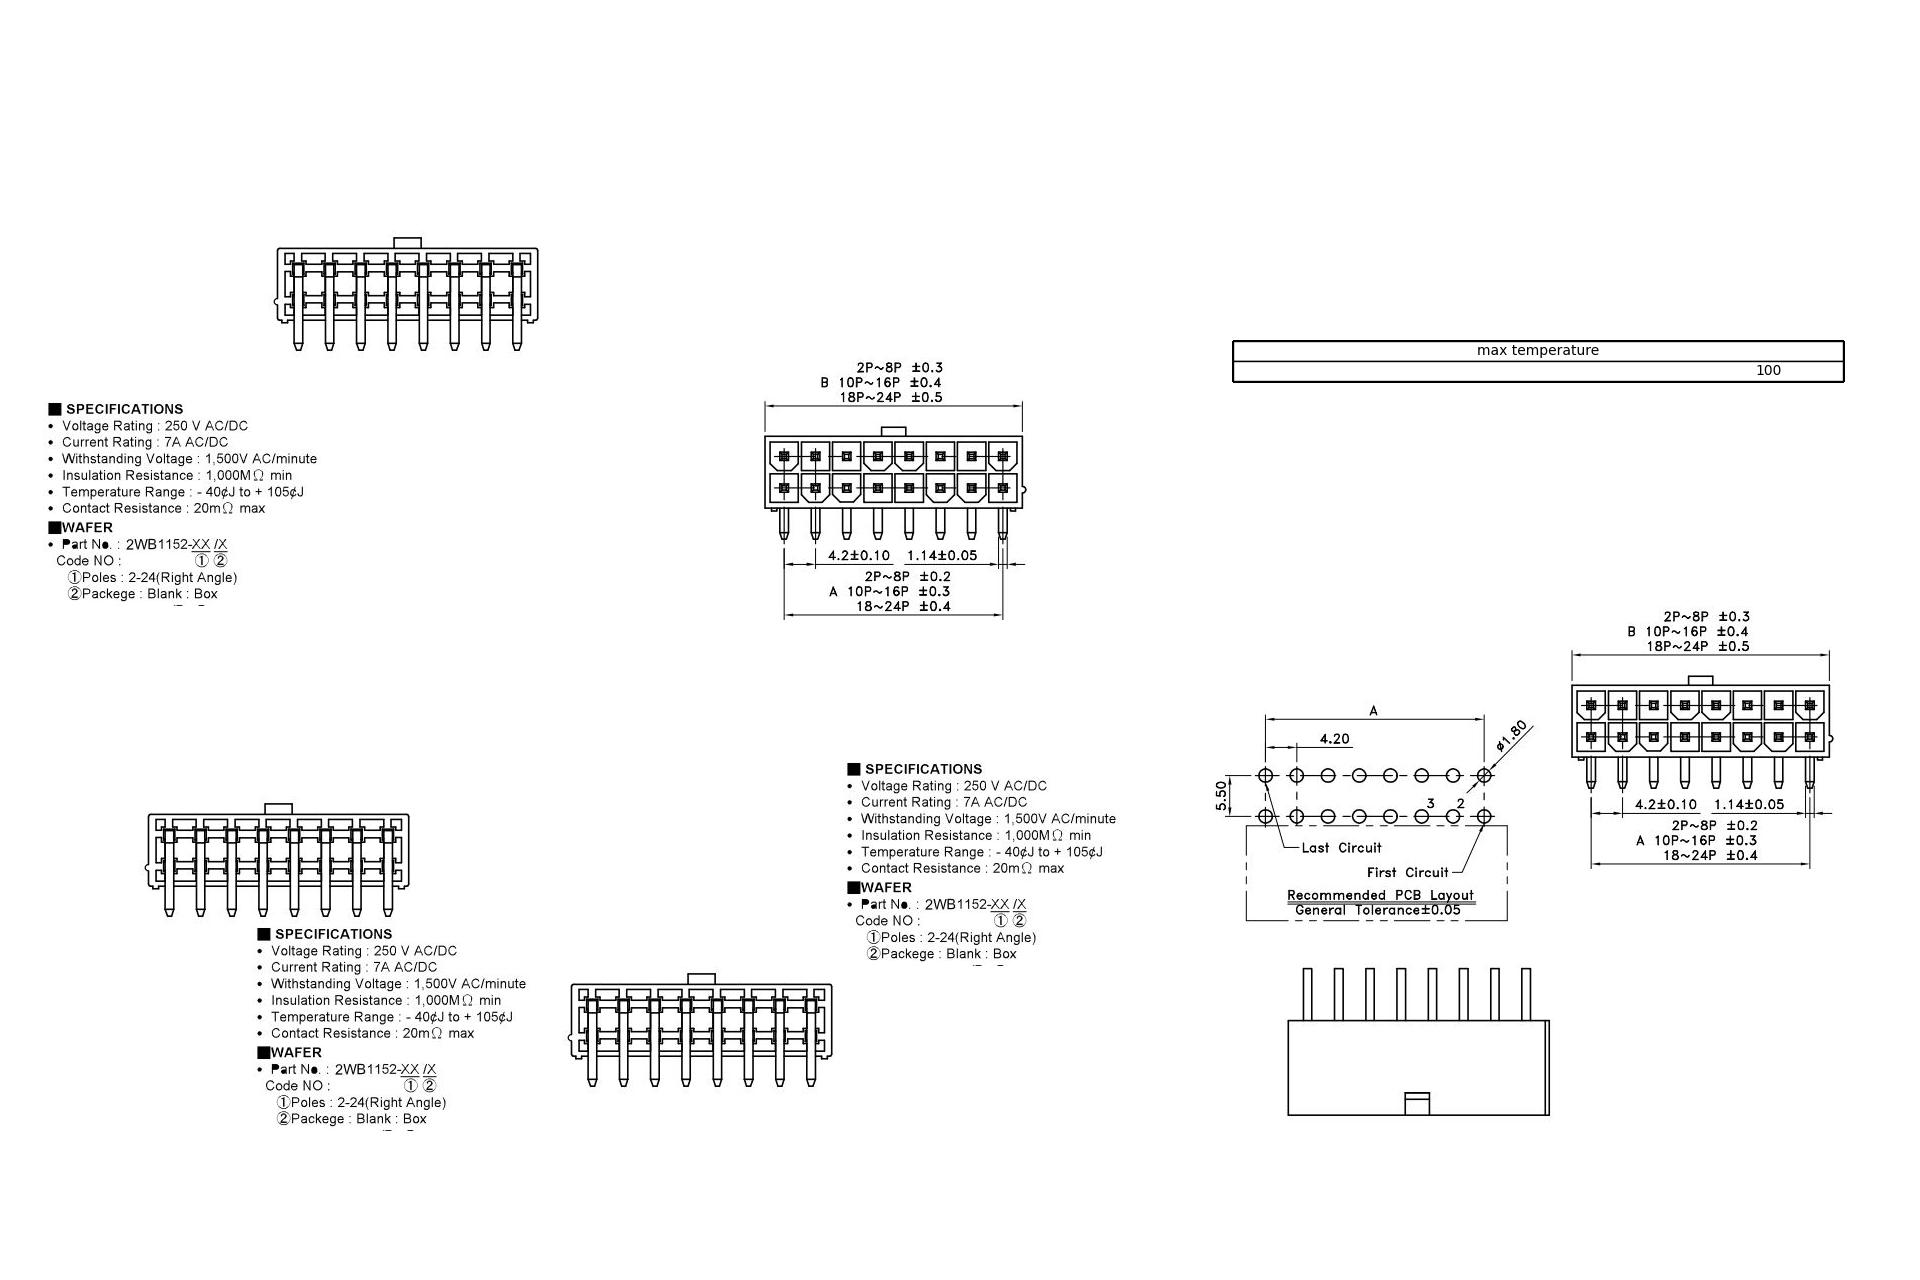 2P~8P ±0.3
B 10P~16P ±0.4
18P~24P ±0.5
4.2±0.10 1.14±0.05
2P~8P ±0.2
A 10P~16P ±0.3
18~24P ±0.4
max temperature
100
■ SPECIFICATIONS
• Voltage Rating : 250 V AC/DC
• Current Rating : 7A AC/DC
• Withstanding Voltage : 1,500V AC/minute
• Insulation Resistance : 1,000MΩ min
• Temperature Range : - 40¢J to + 105¢J
• Contact Resistance : 20mΩ max
■WAFER
• Part No. : 2WB1152-XX /X
Code NO : ① ②
①Poles : 2-24(Right Angle)
②Packege : Blank : Box
2P~8P ±0.3
B 10P~16P ±0.4
18P~24P ±0.5
4.2±0.10 1.14±0.05
2P~8P ±0.2
A 10P~16P ±0.3
18~24P ±0.4
A
4.20
ø1.80
5.50
3 2
Last Circuit
First Circuit
Recommended PCB Layout
General Tolerance±0.05
■ SPECIFICATIONS
• Voltage Rating : 250 V AC/DC
• Current Rating : 7A AC/DC
• Withstanding Voltage : 1,500V AC/minute
• Insulation Resistance : 1,000MΩ min
• Temperature Range : - 40¢J to + 105¢J
• Contact Resistance : 20mΩ max
■WAFER
• Part No. : 2WB1152-XX /X
Code NO : ① ②
①Poles : 2-24(Right Angle)
②Packege : Blank : Box
■ SPECIFICATIONS
• Voltage Rating : 250 V AC/DC
• Current Rating : 7A AC/DC
• Withstanding Voltage : 1,500V AC/minute
• Insulation Resistance : 1,000MΩ min
• Temperature Range : - 40¢J to + 105¢J
• Contact Resistance : 20mΩ max
■WAFER
• Part No. : 2WB1152-XX /X
Code NO : ① ②
①Poles : 2-24(Right Angle)
②Packege : Blank : Box